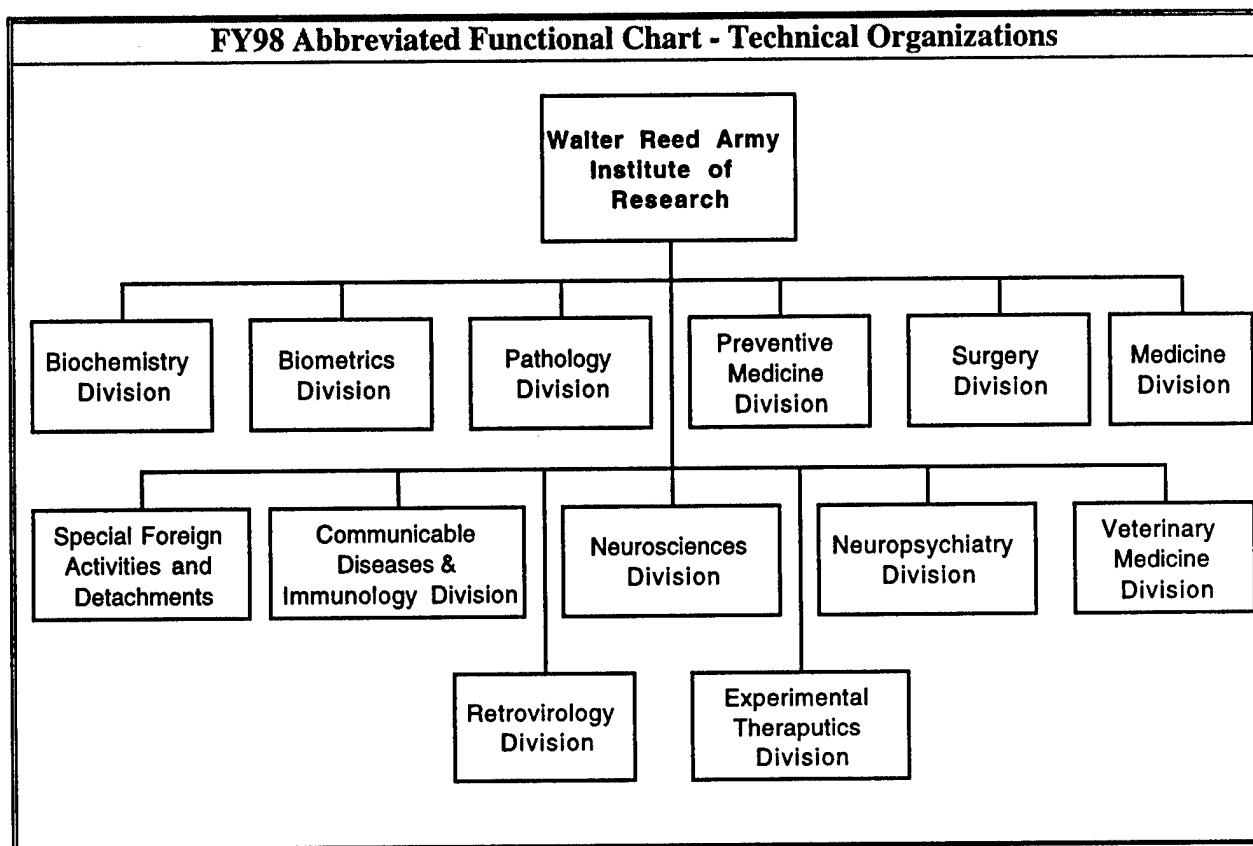 FY98 Abbreviated Functional Chart - Technical Organizations
Walter Reed Army
Institute of
Research
Biochemistry
Division
Biometrics
Division
Pathology
Division
Preventive
Medicine
Division
Surgery
Division
Medicine
Division
Special Foreign
Activities and
Detachments
Communicable
Diseases &
Immunology Division
Neurosciences
Division
Neuropsychiatry
Division
Veterinary
Medicine
Division
Retrovirology
Division
Experimental
Theraputics
Division